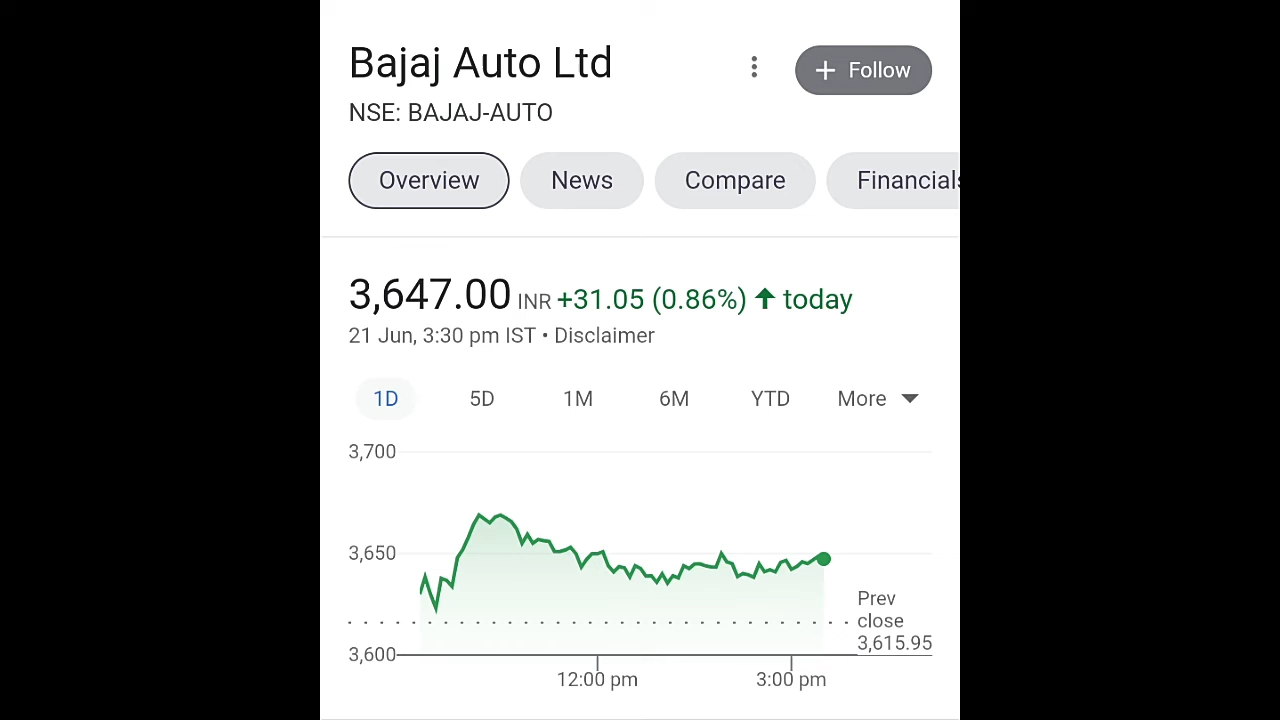 Bajaj Auto Ltd
+ Follow
NSE: BAJAJ-AUTO
Overview News Compare Financials
3,647.00 INR +31.05 (0.86%) ↑ today
21 Jun, 3:30 pm IST • Disclaimer
1D 5D 1M 6M YTD More
3,700
3,650
Prev
close
3,615.95
3,600
12:00 pm 3:00 pm